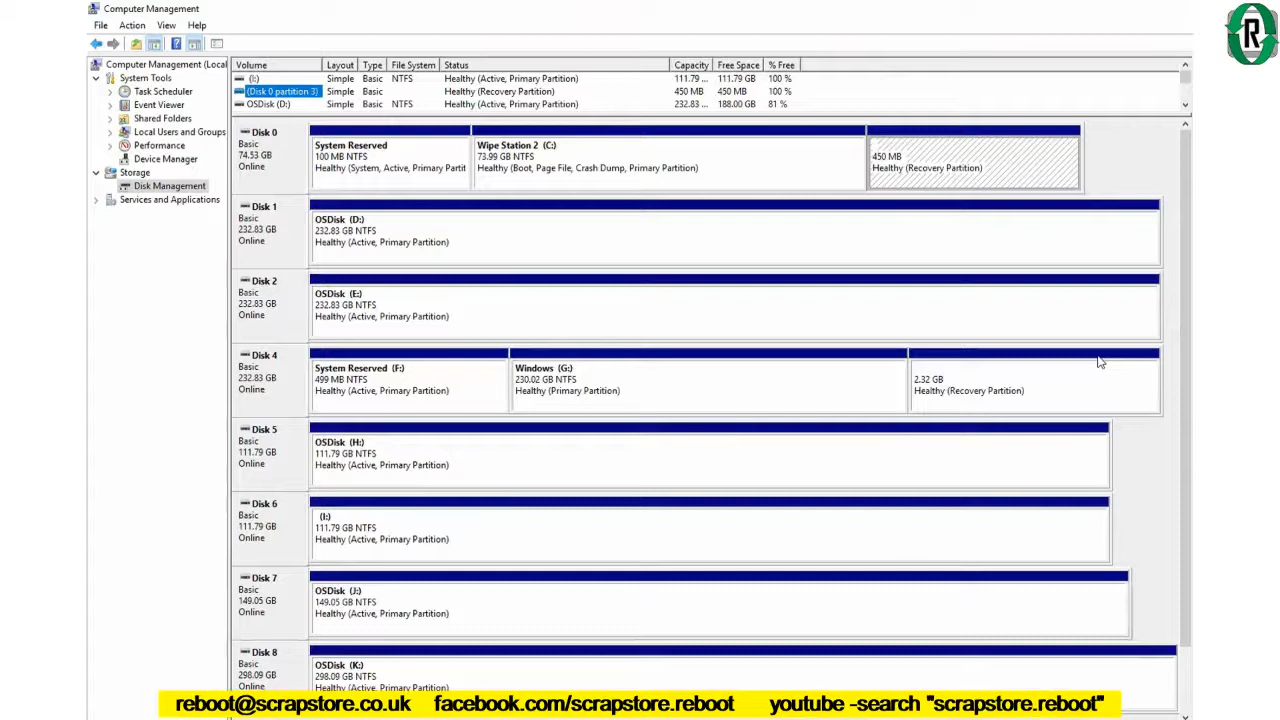 Computer Management
File Action View Help
Computer Management (Local
System Tools
Task Scheduler
Event Viewer
Shared Folders
Local Users and Groups
Performance
Device Manager
Storage
Disk Management
Services and Applications
Volume Layout Type File System Status Capacity Free Space % Free
(I:) Simple Basic NTFS Healthy (Active, Primary Partition) 111.79 ... 111.79 GB 100 %
(Disk 0 partition 3) Simple Basic Healthy (Recovery Partition) 450 MB 450 MB 100 %
OSDisk (D:) Simple Basic NTFS Healthy (Active, Primary Partition) 232.83 ... 188.00 GB 81 %
Disk 0
Basic
74.53 GB
Online
System Reserved
100 MB NTFS
Healthy (System, Active, Primary Partit
Wipe Station 2 (C:)
73.99 GB NTFS
Healthy (Boot, Page File, Crash Dump, Primary Partition)
450 MB
Healthy (Recovery Partition)
Disk 1
Basic
232.83 GB
Online
OSDisk (D:)
232.83 GB NTFS
Healthy (Active, Primary Partition)
Disk 2
Basic
232.83 GB
Online
OSDisk (E:)
232.83 GB NTFS
Healthy (Active, Primary Partition)
Disk 4
Basic
232.83 GB
Online
System Reserved (F:)
499 MB NTFS
Healthy (Active, Primary Partition)
Windows (G:)
230.02 GB NTFS
Healthy (Primary Partition)
2.32 GB
Healthy (Recovery Partition)
Disk 5
Basic
111.79 GB
Online
OSDisk (H:)
111.79 GB NTFS
Healthy (Active, Primary Partition)
Disk 6
Basic
111.79 GB
Online
(I:)
111.79 GB NTFS
Healthy (Active, Primary Partition)
Disk 7
Basic
149.05 GB
Online
OSDisk (J:)
149.05 GB NTFS
Healthy (Active, Primary Partition)
Disk 8
Basic
298.09 GB
OSDisk (K:)
298.09 GB NTFS
R
reboot@scrapstore.co.uk facebook.com/scrapstore.reboot youtube -search "scrapstore.reboot"